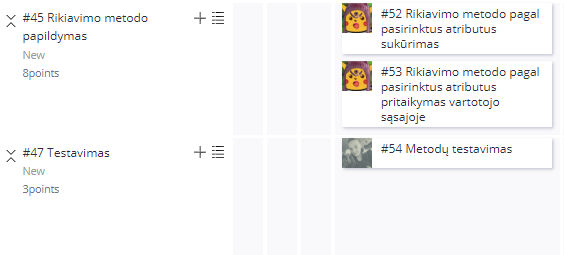 #45 Rikiavimo metodo
papildymas
New
8points
#52 Rikiavimo metodo pagal
pasirinktus atributus
sukūrimas
#53 Rikiavimo metodo pagal
pasirinktus atributus
pritaikymas vartotojo
sąsajoje
#47 Testavimas
New
3points
#54 Metodų testavimas